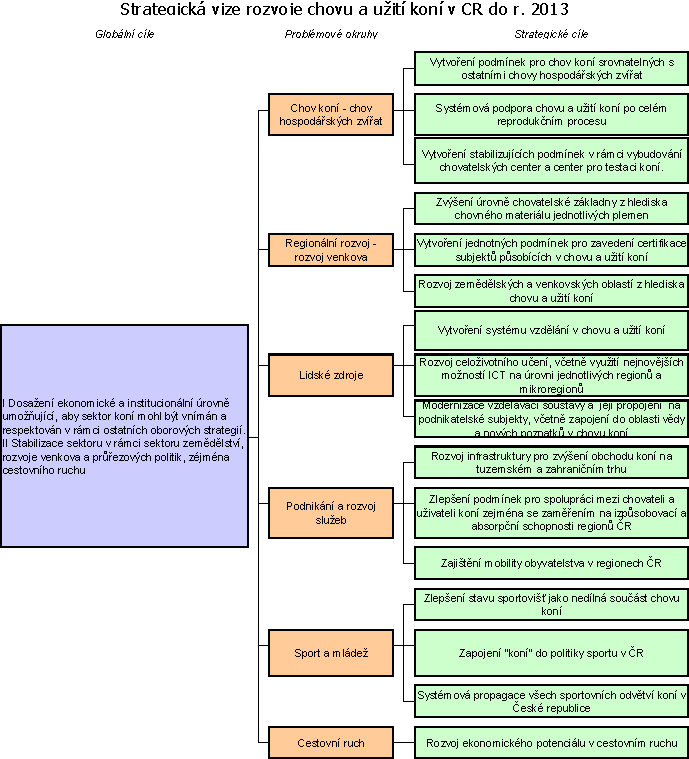 Strategická vize rozvoje chovu a užití koní v ČR do r. 2013
Globální cíle
Problémové okruhy
Strategické cíle
I Dosažení ekonomické a institucionální úrovně
umožňující, aby sektor koní mohl být vnímán a
respektován v rámci ostatních oborových strategií.
II Stabilizace sektoru v rámci sektoru zemědělství,
rozvoje venkova a průřezových politik, zéjména
cestovního ruchu
Chov koní - chov
hospodářských zvířat
Vytvoření podmínek pro chov koní srovnatelných s
ostatními chovy hospodářských zvířat
Systémová podpora chovu a užití koní po celém
reprodukčním procesu
Vytvoření stabilizujících podmínek v rámci vybudování
chovatelských center a center pro testaci koní.
Regionální rozvoj -
rozvoj venkova
Zvýšení úrovně chovatelské základny z hlediska
chovného materiálu jednotlivých plemen
Vytvoření jednotných podmínek pro zavedení certifikace
subjektů působících v chovu a užití koní
Rozvoj zemědělských a venkovských oblastí z hlediska
chovu a užití koní
Lidské zdroje
Vytvoření systému vzdělání v chovu a užití koní
Rozvoj celoživotního učení, včetně využití nejnovějších
možností ICT na úrovni jednotlivých regionů a
mikroregionů
Modernizace vzdělávací soustavy a její propojení na
podnikatelské subjekty, včetně zapojení do oblasti vědy
a nových poznatků v chovu koní
Podnikání a rozvoj
služeb
Rozvoj infrastruktury pro zvýšení obchodu koní na
tuzemském a zahraničním trhu
Zlepšení podmínek pro spolupráci mezi chovateli a
uživateli koní zejména se zaměřením na izpůsobovací a
absorpční schopnosti regionů ČR
Zajištění mobility obyvatelstva v regionech ČR
Sport a mládež
Zlepšení stavu sportovišť jako nedílná součást chovu
koní
Zapojení "koní" do politiky sportu v ČR
Systémová propagace všech sportovních odvětví koní v
České republice
Cestovní ruch
Rozvoj ekonomického potenciálu v cestovním ruchu